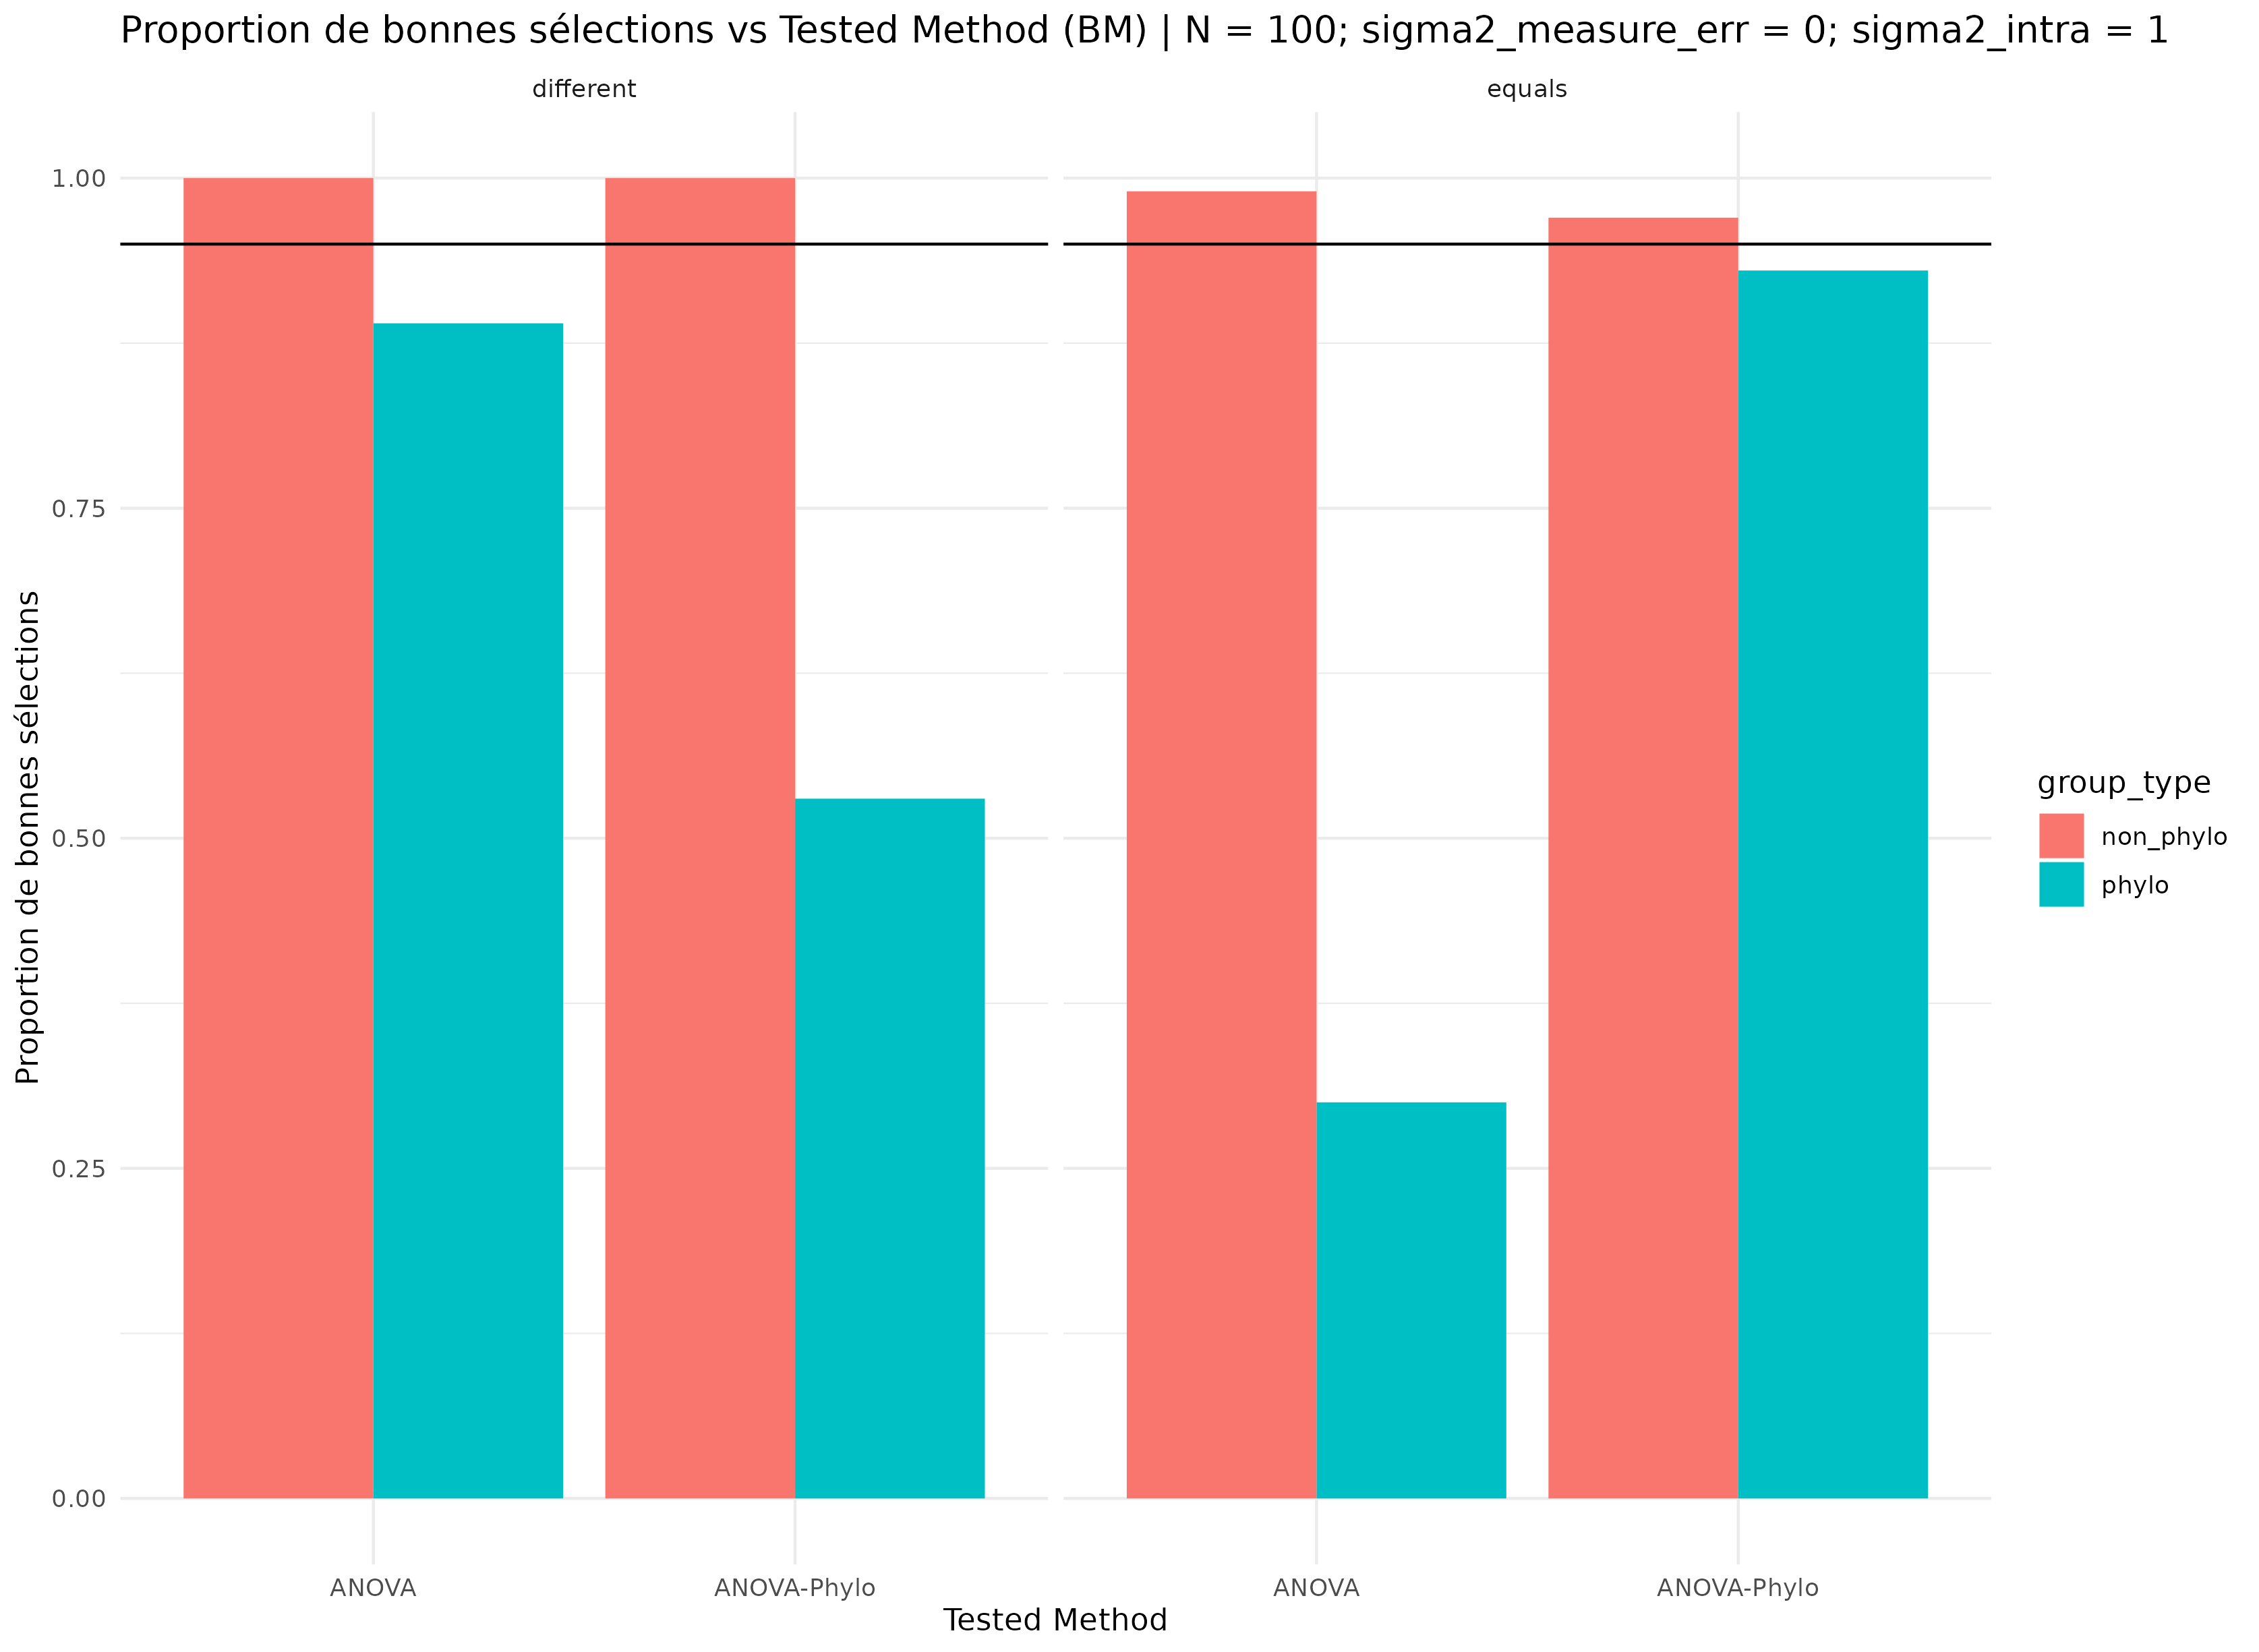 Proportion de bonnes sélections vs Tested Method (BM) | N = 100; sigma2_measure_err = 0; sigma2_intra = 1
different
equals
1.00
0.75
0.50
0.25
0.00
Proportion de bonnes sélections
ANOVA
ANOVA-Phylo
ANOVA
ANOVA-Phylo
Tested Method
group_type
non_phylo
phylo